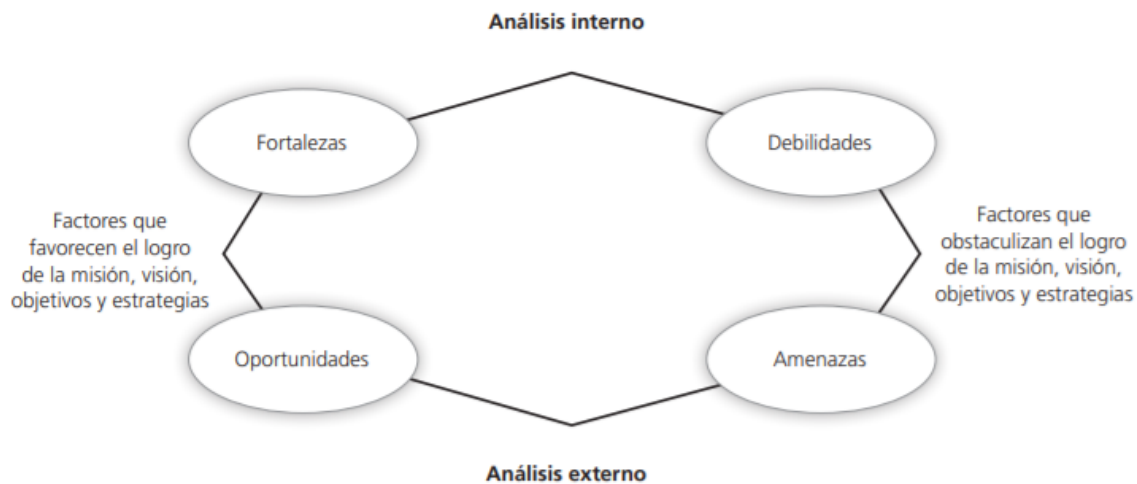 Análisis interno
Fortalezas
Debilidades
Factores que
favorecen el logro
de la misión, visión,
objetivos y estrategias
Factores que
obstaculizan el logro
de la misión, visión,
objetivos y estrategias
Oportunidades
Amenazas
Análisis externo